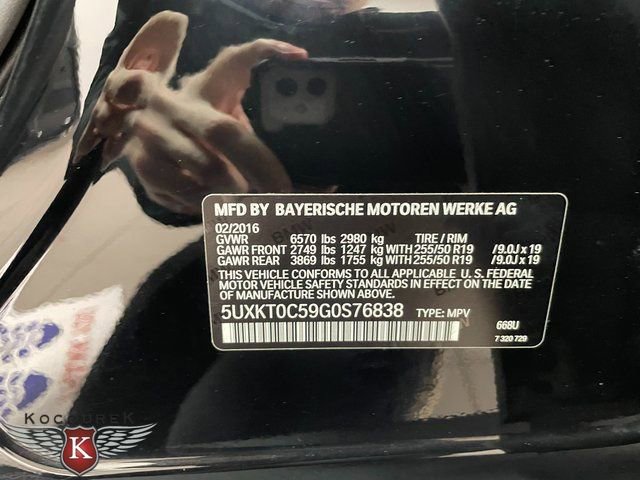 MFD BY BAYERISCHE MOTOREN WERKE AG
02/2016
GVWR 6570 lbs 2980 kg TIRE / RIM
GAWR FRONT 2749 lbs 1247 kg WITH 255/50 R19 /9.0J x 19
GAWR REAR 3869 lbs 1755 kg WITH 255/50 R19 /9.0J x 19
THIS VEHICLE CONFORMS TO ALL APPLICABLE U.S. FEDERAL
MOTOR VEHICLE SAFETY STANDARDS IN EFFECT ON THE DATE OF
MANUFACTURE SHOWN ABOVE.
5UXKT0C59G0S76838 TYPE: MPV
668U
7 320 729
KOCOUREK
K